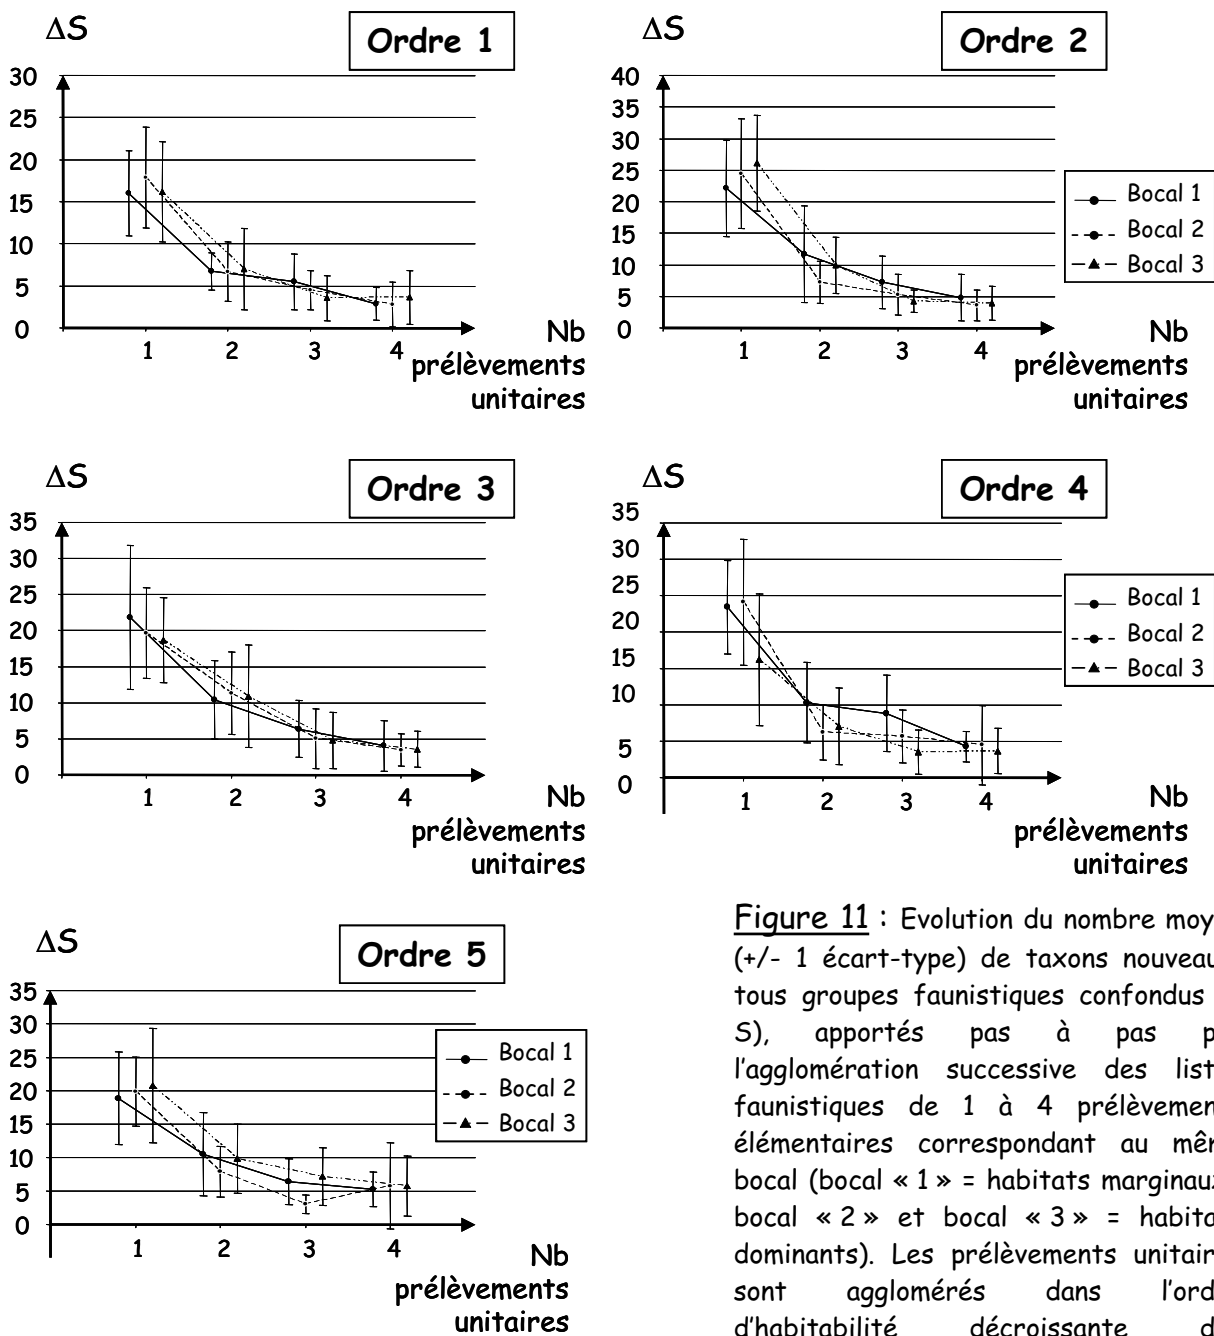 ΔS
Ordre 1
30
25
20
15
10
5
0
1 2 3 4
Nb
prélèvements
unitaires
ΔS
Ordre 2
40
35
30
25
20
15
10
5
0
1 2 3 4
Nb
prélèvements
unitaires
Bocal 1
Bocal 2
Bocal 3
ΔS
Ordre 3
35
30
25
20
15
10
5
0
1 2 3 4
Nb
prélèvements
unitaires
ΔS
Ordre 4
35
30
25
20
15
10
5
0
1 2 3 4
Nb
prélèvements
unitaires
Bocal 1
Bocal 2
Bocal 3
ΔS
Ordre 5
35
30
25
20
15
10
5
0
1 2 3 4
Nb
prélèvements
unitaires
Bocal 1
Bocal 2
Bocal 3
Figure 11 : Evolution du nombre moy
(+/- 1 écart-type) de taxons nouveau
tous groupes faunistiques confondus
S), apportés pas à pas p
l'agglomération successive des list
faunistiques de 1 à 4 prélèvemen
élémentaires correspondant au mêm
bocal (bocal « 1 » = habitats marginaux
bocal « 2 » et bocal « 3 » = habita
dominants). Les prélèvements unitair
sont agglomérés dans l'ord
d'habitabilité décroissante d